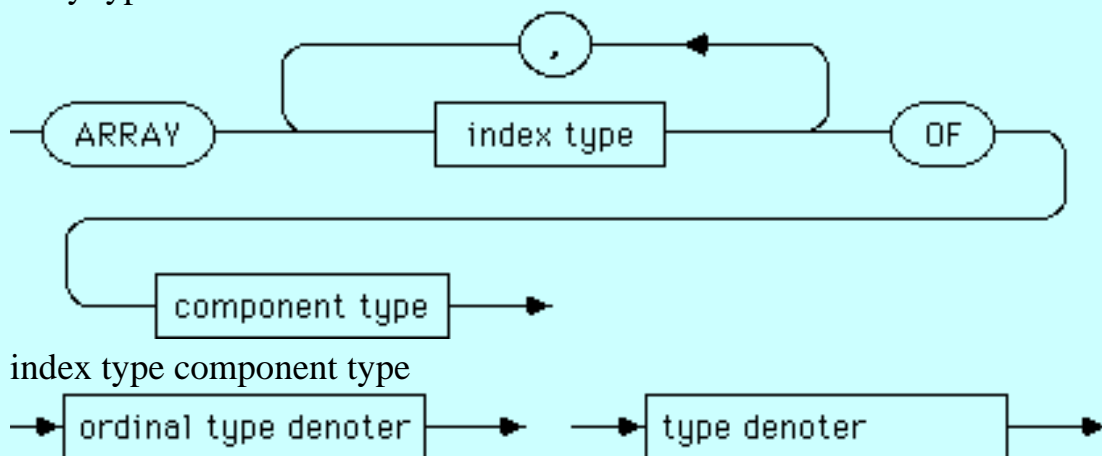 ,
ARRAY index type OF
component type
index type component type
ordinal type denoter type denoter